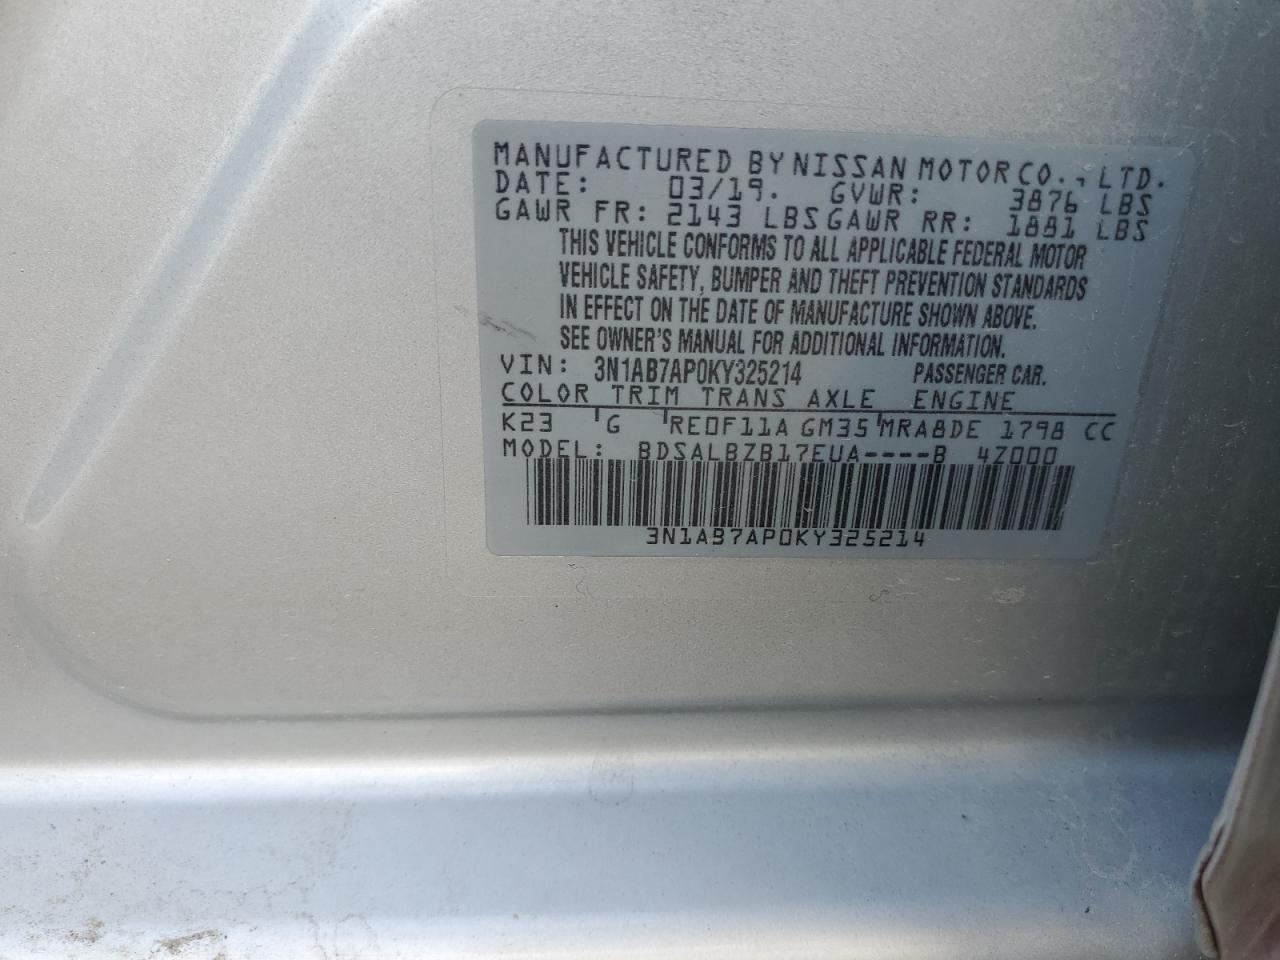 MANUFACTURED BY NISSAN MOTOR CO., LTD.
DATE: 03/19. GVWR: 3876 LBS
GAWR FR: 2143 LBS GAWR RR: 1881 LBS
THIS VEHICLE CONFORMS TO ALL APPLICABLE FEDERAL MOTOR
VEHICLE SAFETY, BUMPER AND THEFT PREVENTION STANDARDS
IN EFFECT ON THE DATE OF MANUFACTURE SHOWN ABOVE.
SEE OWNER'S MANUAL FOR ADDITIONAL INFORMATION.
VIN: 3N1AB7AP0KY325214 PASSENGER CAR.
COLOR TRIM TRANS AXLE ENGINE
K23 G RE0F11A GM35 MRA8DE 1798 CC
MODEL: BDSALBZB17EUA----B 4Z000
3N1AB7AP0KY325214